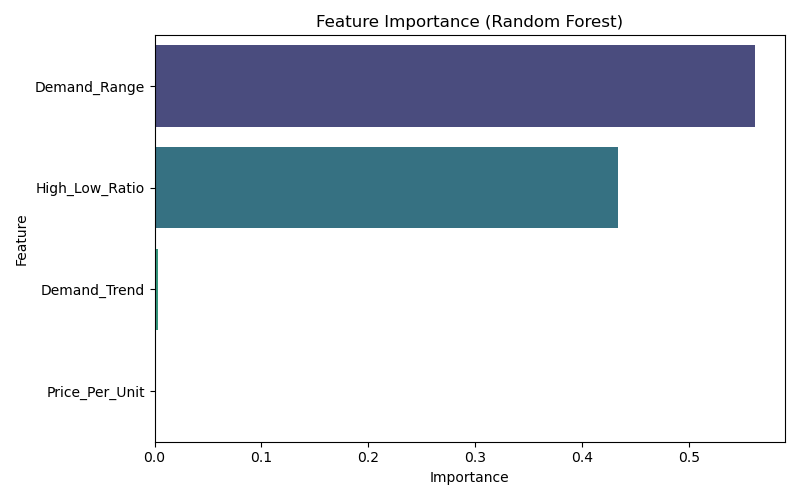 Feature Importance (Random Forest)
Demand_Range
High_Low_Ratio
Demand_Trend
Price_Per_Unit
Feature
0.0 0.1 0.2 0.3 0.4 0.5
Importance